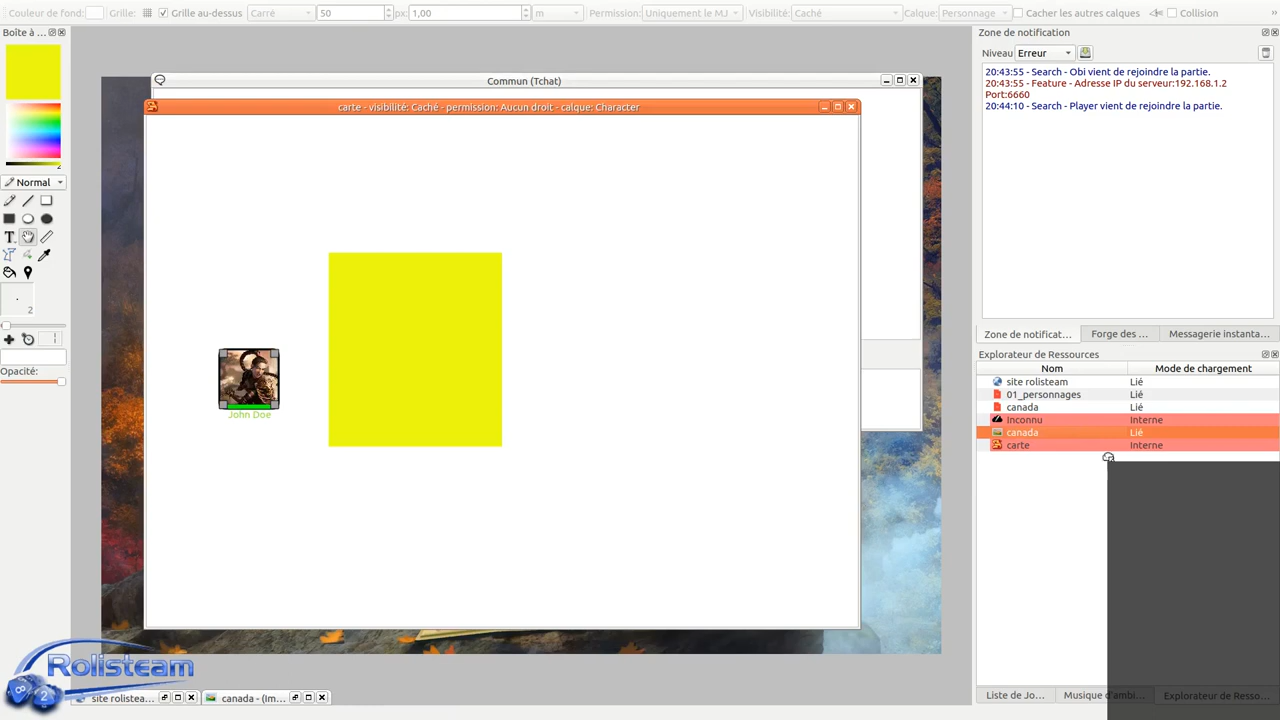 Couleur de fond: Grille: Grille au-dessus Carré 50 px: 1,00 m Permission: Uniquement le MJ Visibilité: Caché Calque: Personnage Cacher les autres calques Collision
Boîte à ...
Normal
2
Opacité:
Commun (Tchat)
carte - visibilité: Caché - permission: Aucun droit - calque: Character
John Doe
Rolisteam
8 2
site rolistea...
canada - (Im...
Zone de notification
Niveau Erreur
20:43:55 - Search - Obi vient de rejoindre la partie.
20:43:55 - Feature - Adresse IP du serveur:192.168.1.2
Port:6660
20:44:10 - Search - Player vient de rejoindre la partie.
Zone de notificat... Forge des ... Messagerie instanta...
Explorateur de Ressources
Nom Mode de chargement
site rolisteam Lié
01_personnages Lié
canada Lié
Inconnu Interne
canada Lié
carte Interne
Liste de Jo... Musique d'ambi... Explorateur de Resso...